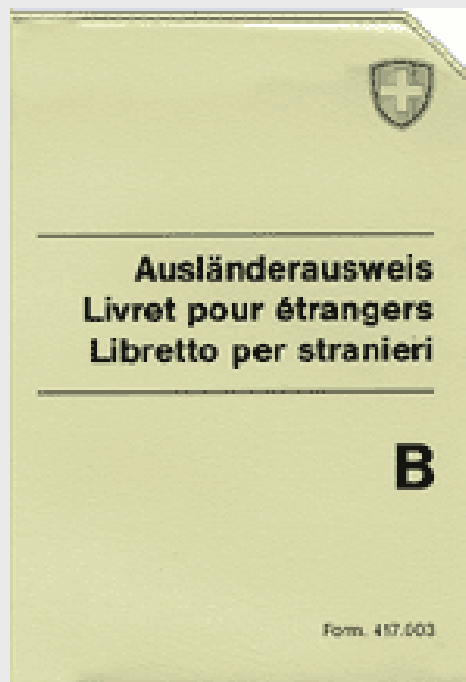 Ausländerausweis
Livret pour étrangers
Libretto per stranieri
B
Form. 417.003